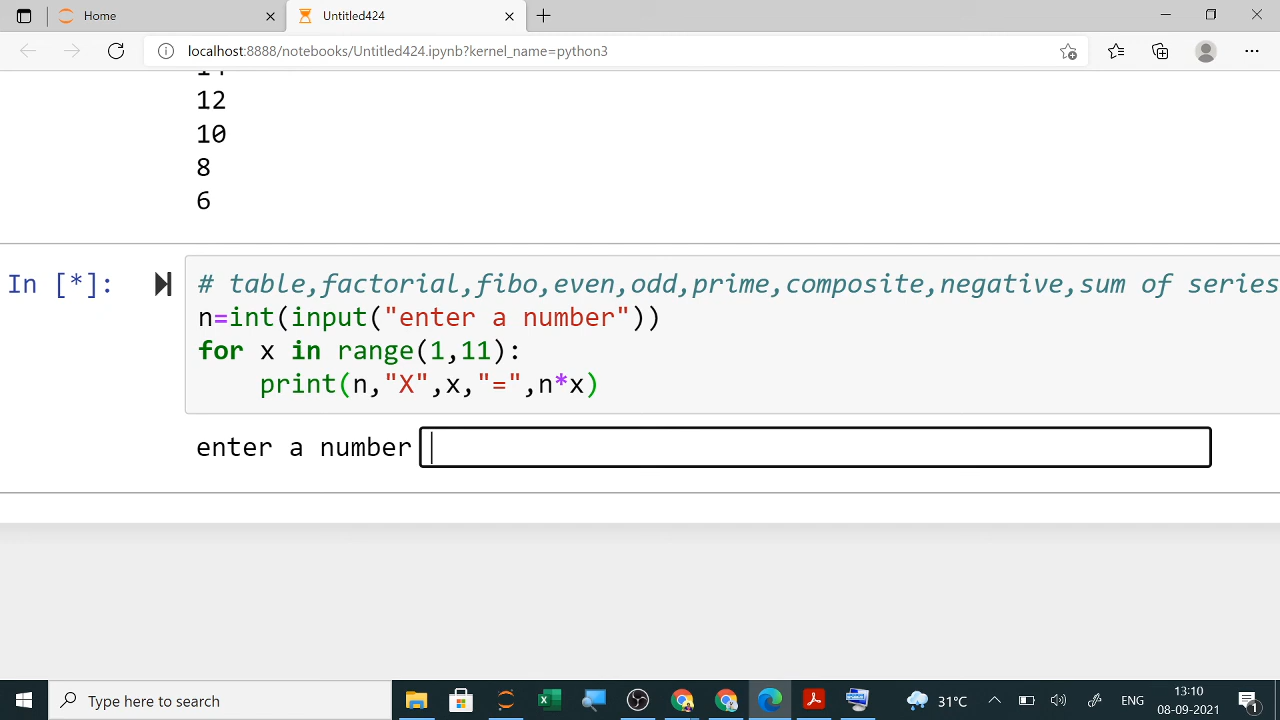 Home
Untitled424
localhost:8888/notebooks/Untitled424.ipynb?kernel_name=python3
12
10
8
6
In [*]:
# table,factorial,fibo,even,odd,prime,composite,negative,sum of series
n=int(input("enter a number"))
for x in range(1,11):
    print(n,"X",x,"=",n*x)
enter a number
Type here to search
31°C
ENG
13:10
08-09-2021
1